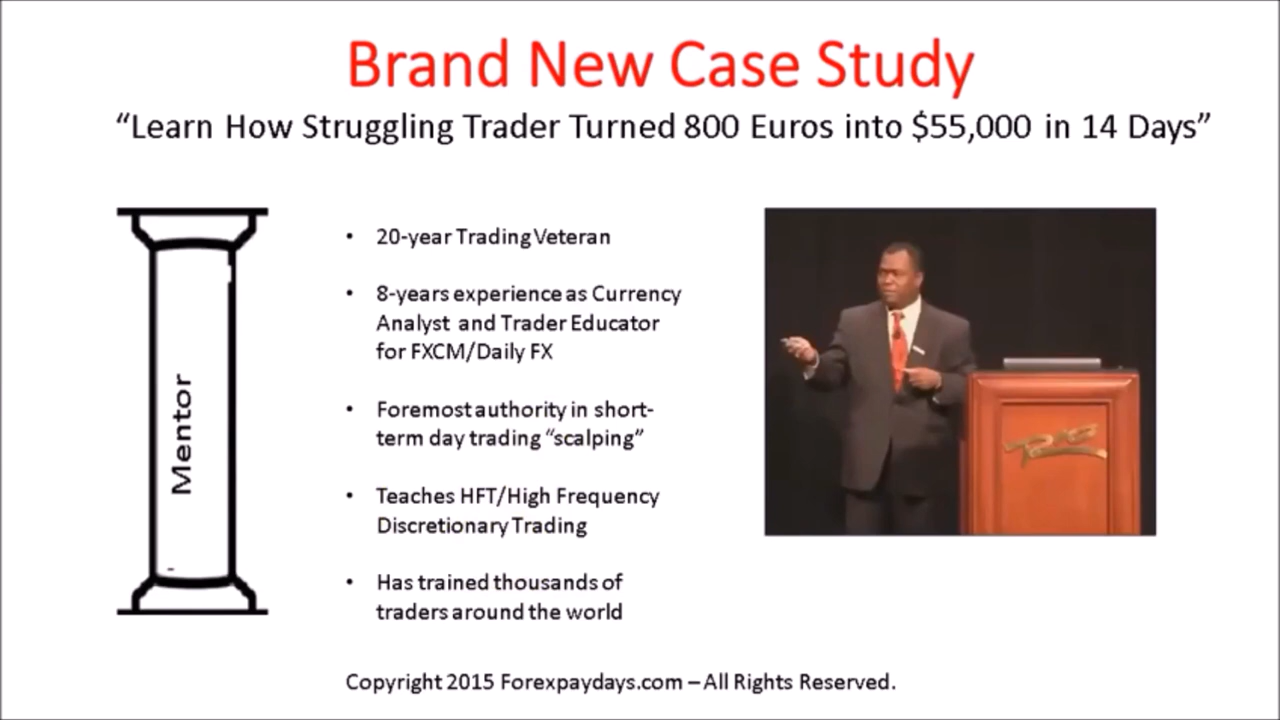 Brand New Case Study
“Learn How Struggling Trader Turned 800 Euros into $55,000 in 14 Days”
Mentor
• 20-year Trading Veteran
• 8-years experience as Currency
Analyst and Trader Educator
for FXCM/Daily FX
• Foremost authority in short-
term day trading “scalping”
• Teaches HFT/High Frequency
Discretionary Trading
• Has trained thousands of
traders around the world
Copyright 2015 Forexpaydays.com – All Rights Reserved.